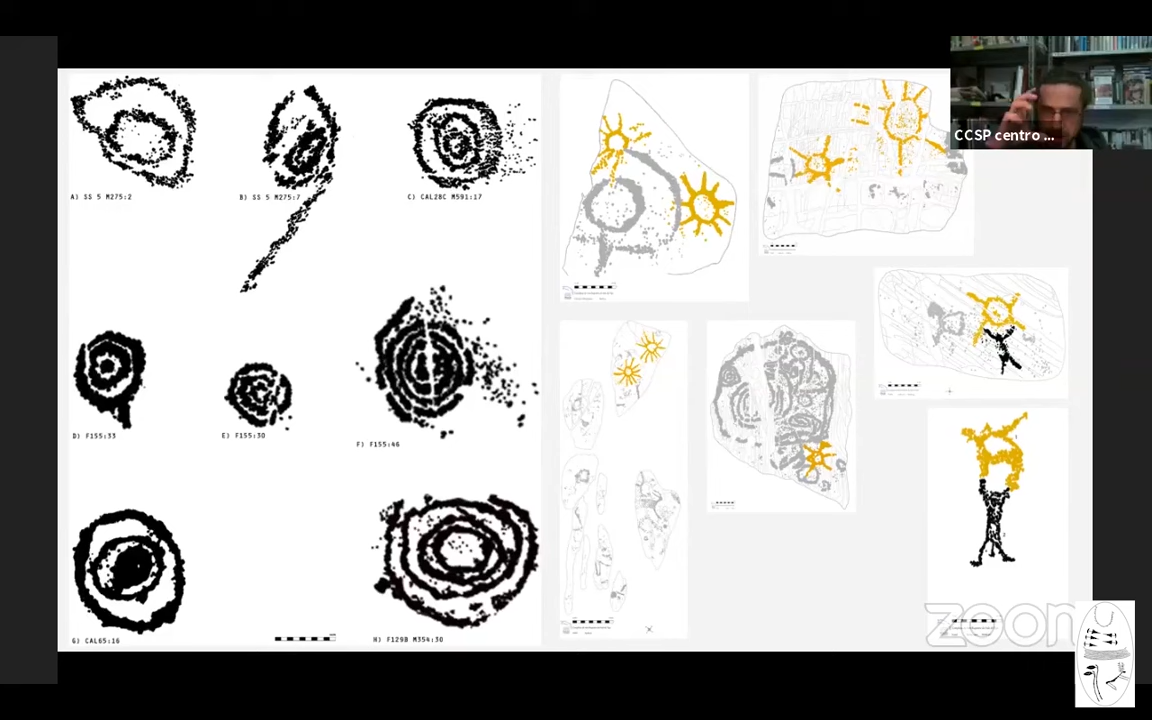 CCSP centro ...
A) SS 5 M275:2
B) SS 5 M275:7
C) CAL28C M591:17
D) F155:33
E) F155:30
F) F155:46
G) CAL65:16
H) F129B M354:30
zoom